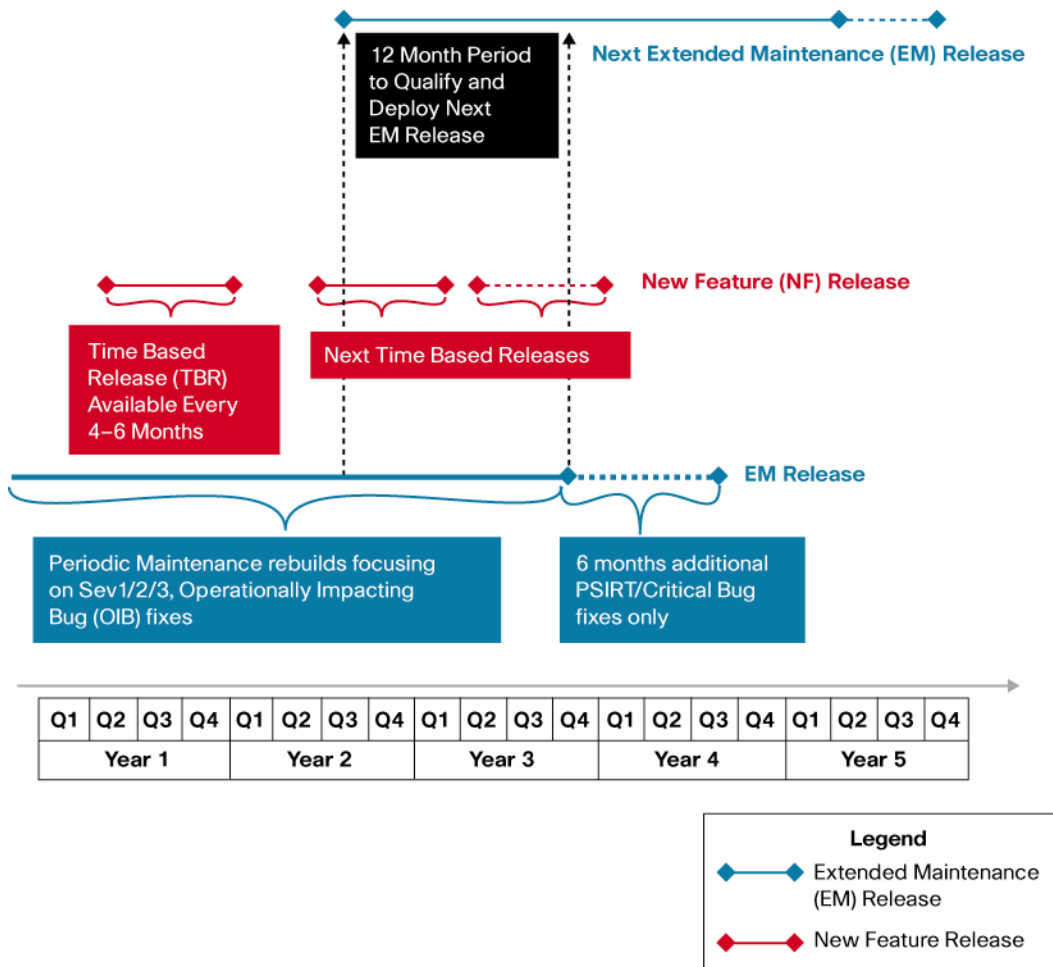 12 Month Period
to Qualify and
Deploy Next
EM Release
Next Extended Maintenance (EM) Release
New Feature (NF) Release
Time Based
Release (TBR)
Available Every
4–6 Months
Next Time Based Releases
EM Release
Periodic Maintenance rebuilds focusing
on Sev1/2/3, Operationally Impacting
Bug (OIB) fixes
6 months additional
PSIRT/Critical Bug
fixes only
Q1 Q2 Q3 Q4 Q1 Q2 Q3 Q4 Q1 Q2 Q3 Q4 Q1 Q2 Q3 Q4 Q1 Q2 Q3 Q4
Year 1 Year 2 Year 3 Year 4 Year 5
Legend
Extended Maintenance
(EM) Release
New Feature Release